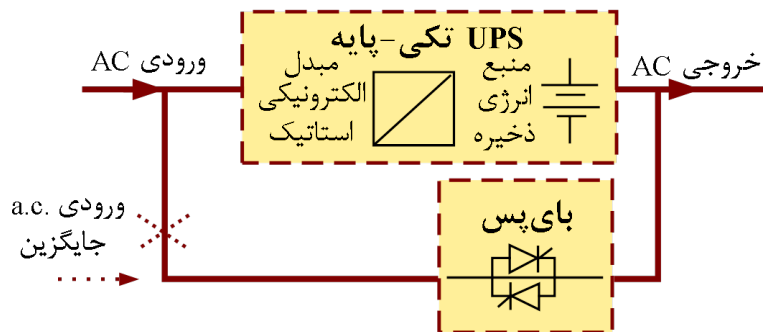 UPS تکی-پایه
ورودی AC
مبدل
الکترونیکی
استاتیک
منبع
انرژی
ذخیره
خروجی AC
ورودی a.c.
جایگزین
بای‌پس